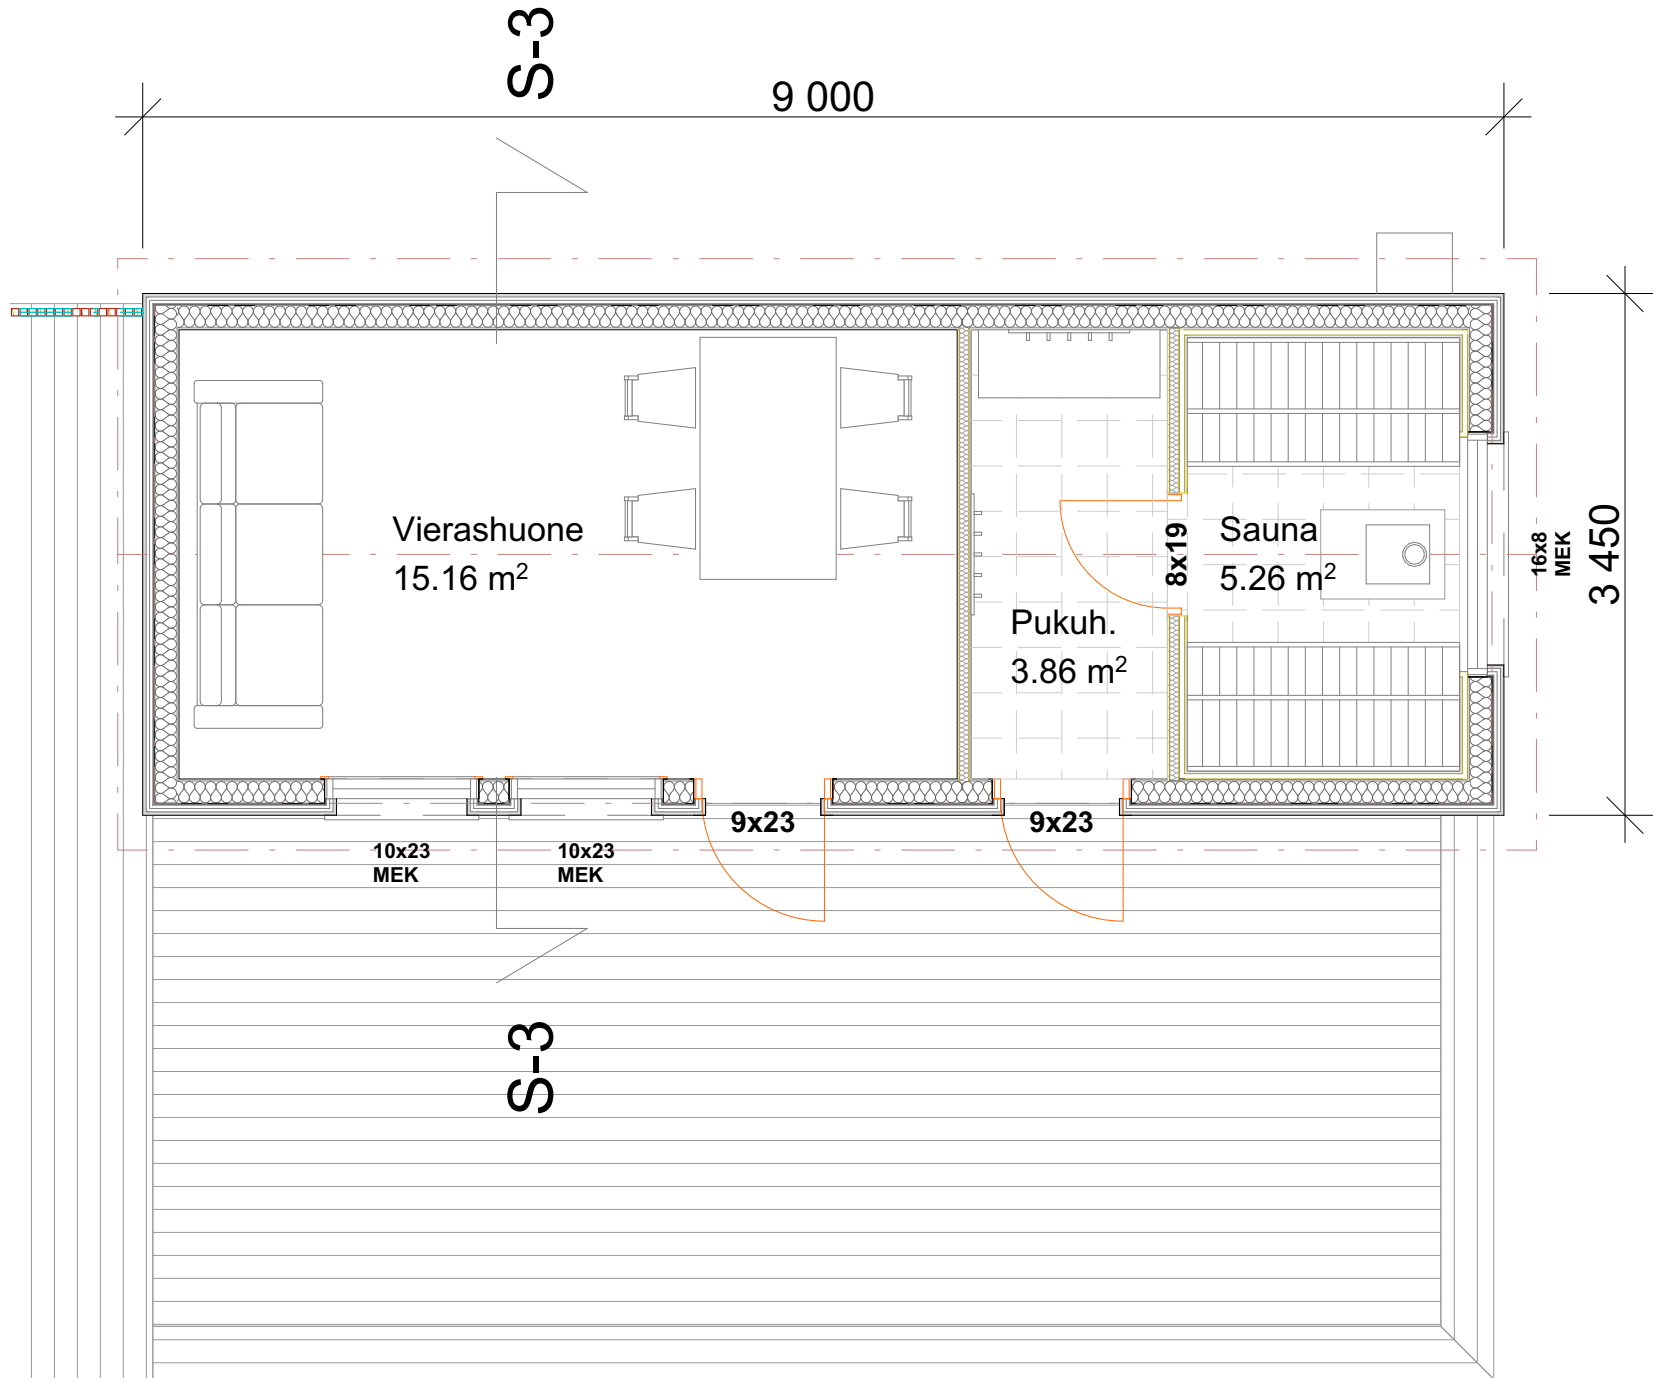 S-3
9 000
Vierashuone
15.16 m²
8x19
Sauna
5.26 m²
16x8
MEK
3 450
Pukuh.
3.86 m²
9x23
9x23
10x23
MEK
10x23
MEK
S-3